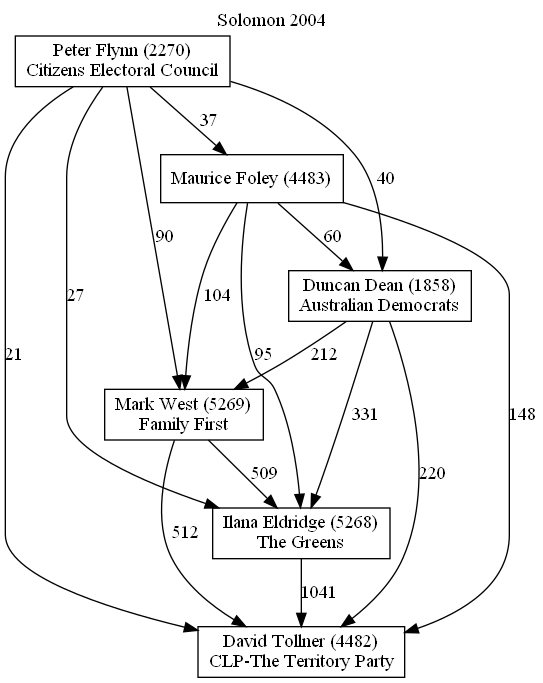 Solomon 2004
Peter Flynn (2270)
Citizens Electoral Council
37
Maurice Foley (4483)
40
90
60
Duncan Dean (1858)
Australian Democrats
27
104
21
95
212
Mark West (5269)
Family First
331
148
509
220
Ilana Eldridge (5268)
The Greens
512
1041
David Tollner (4482)
CLP-The Territory Party